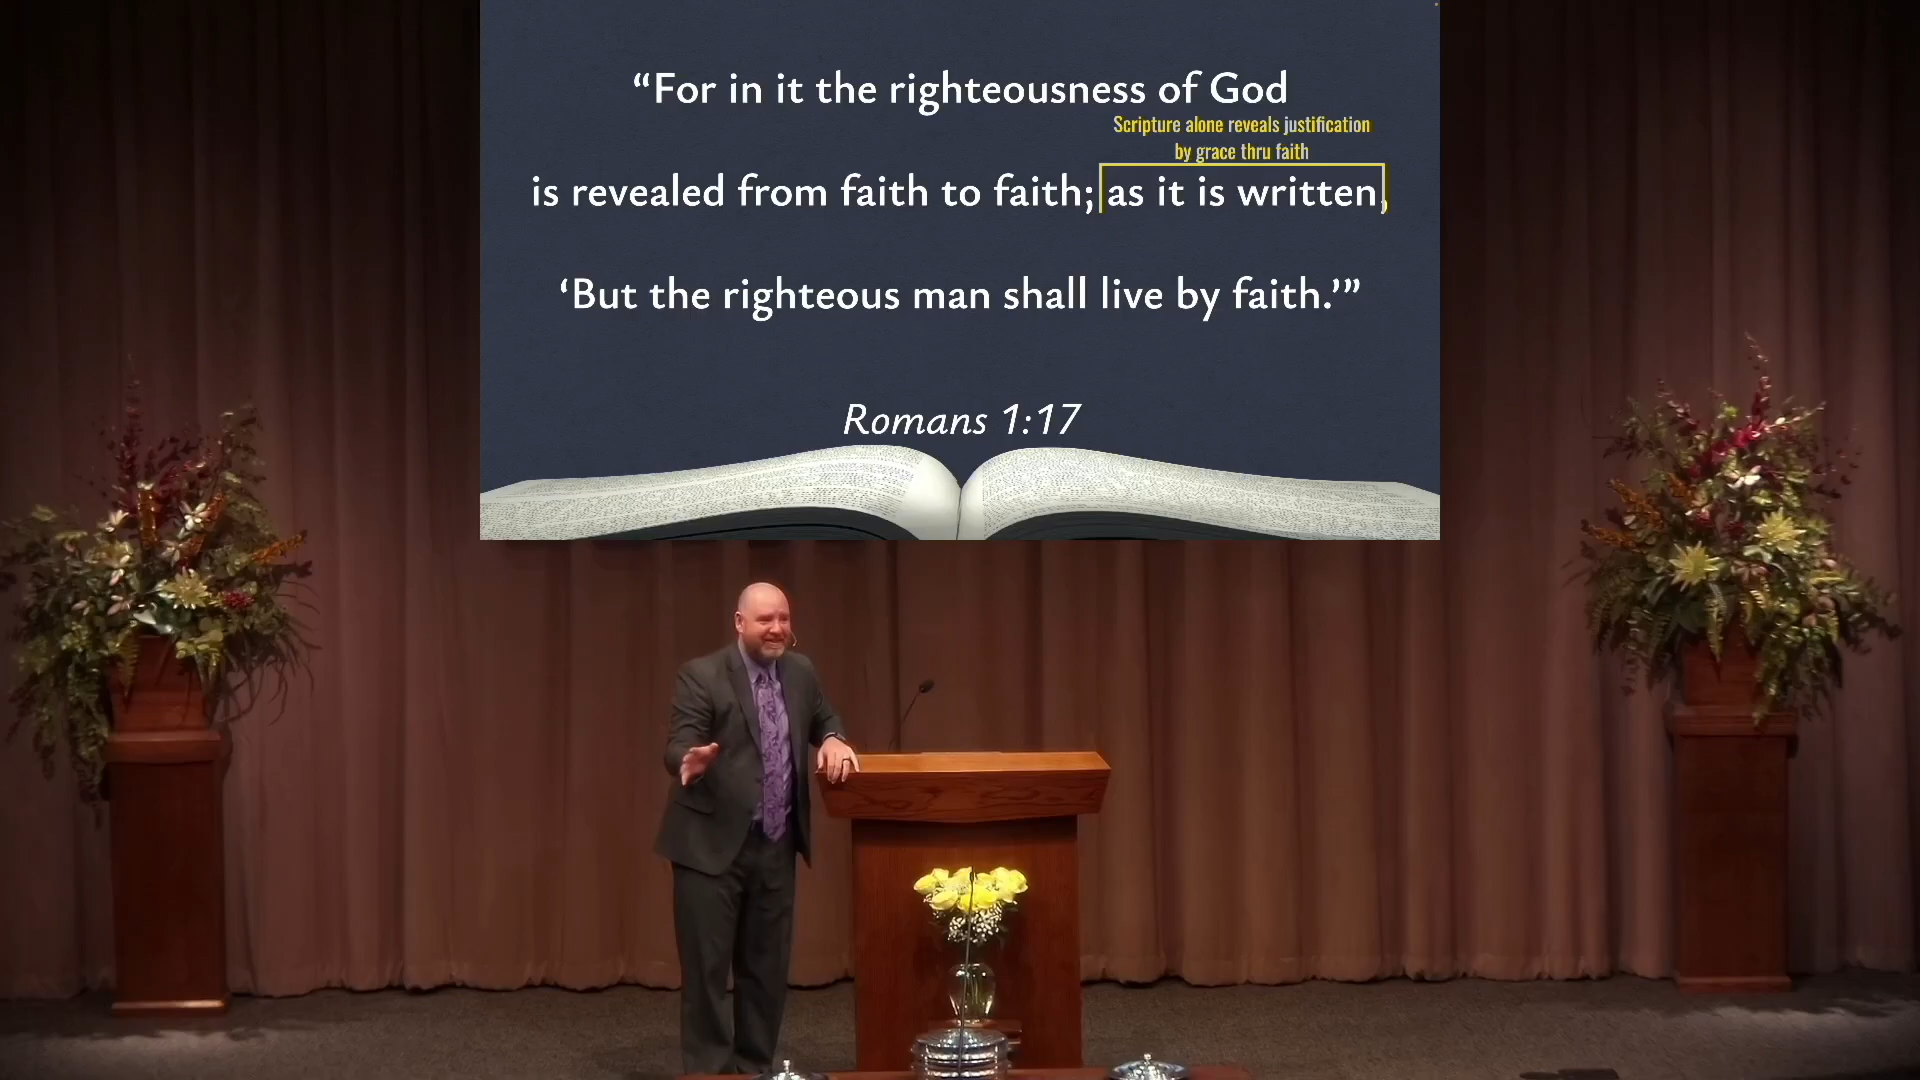 “For in it the righteousness of God
Scripture alone reveals justification
by grace thru faith
is revealed from faith to faith; as it is written,
‘But the righteous man shall live by faith.’”
Romans 1:17